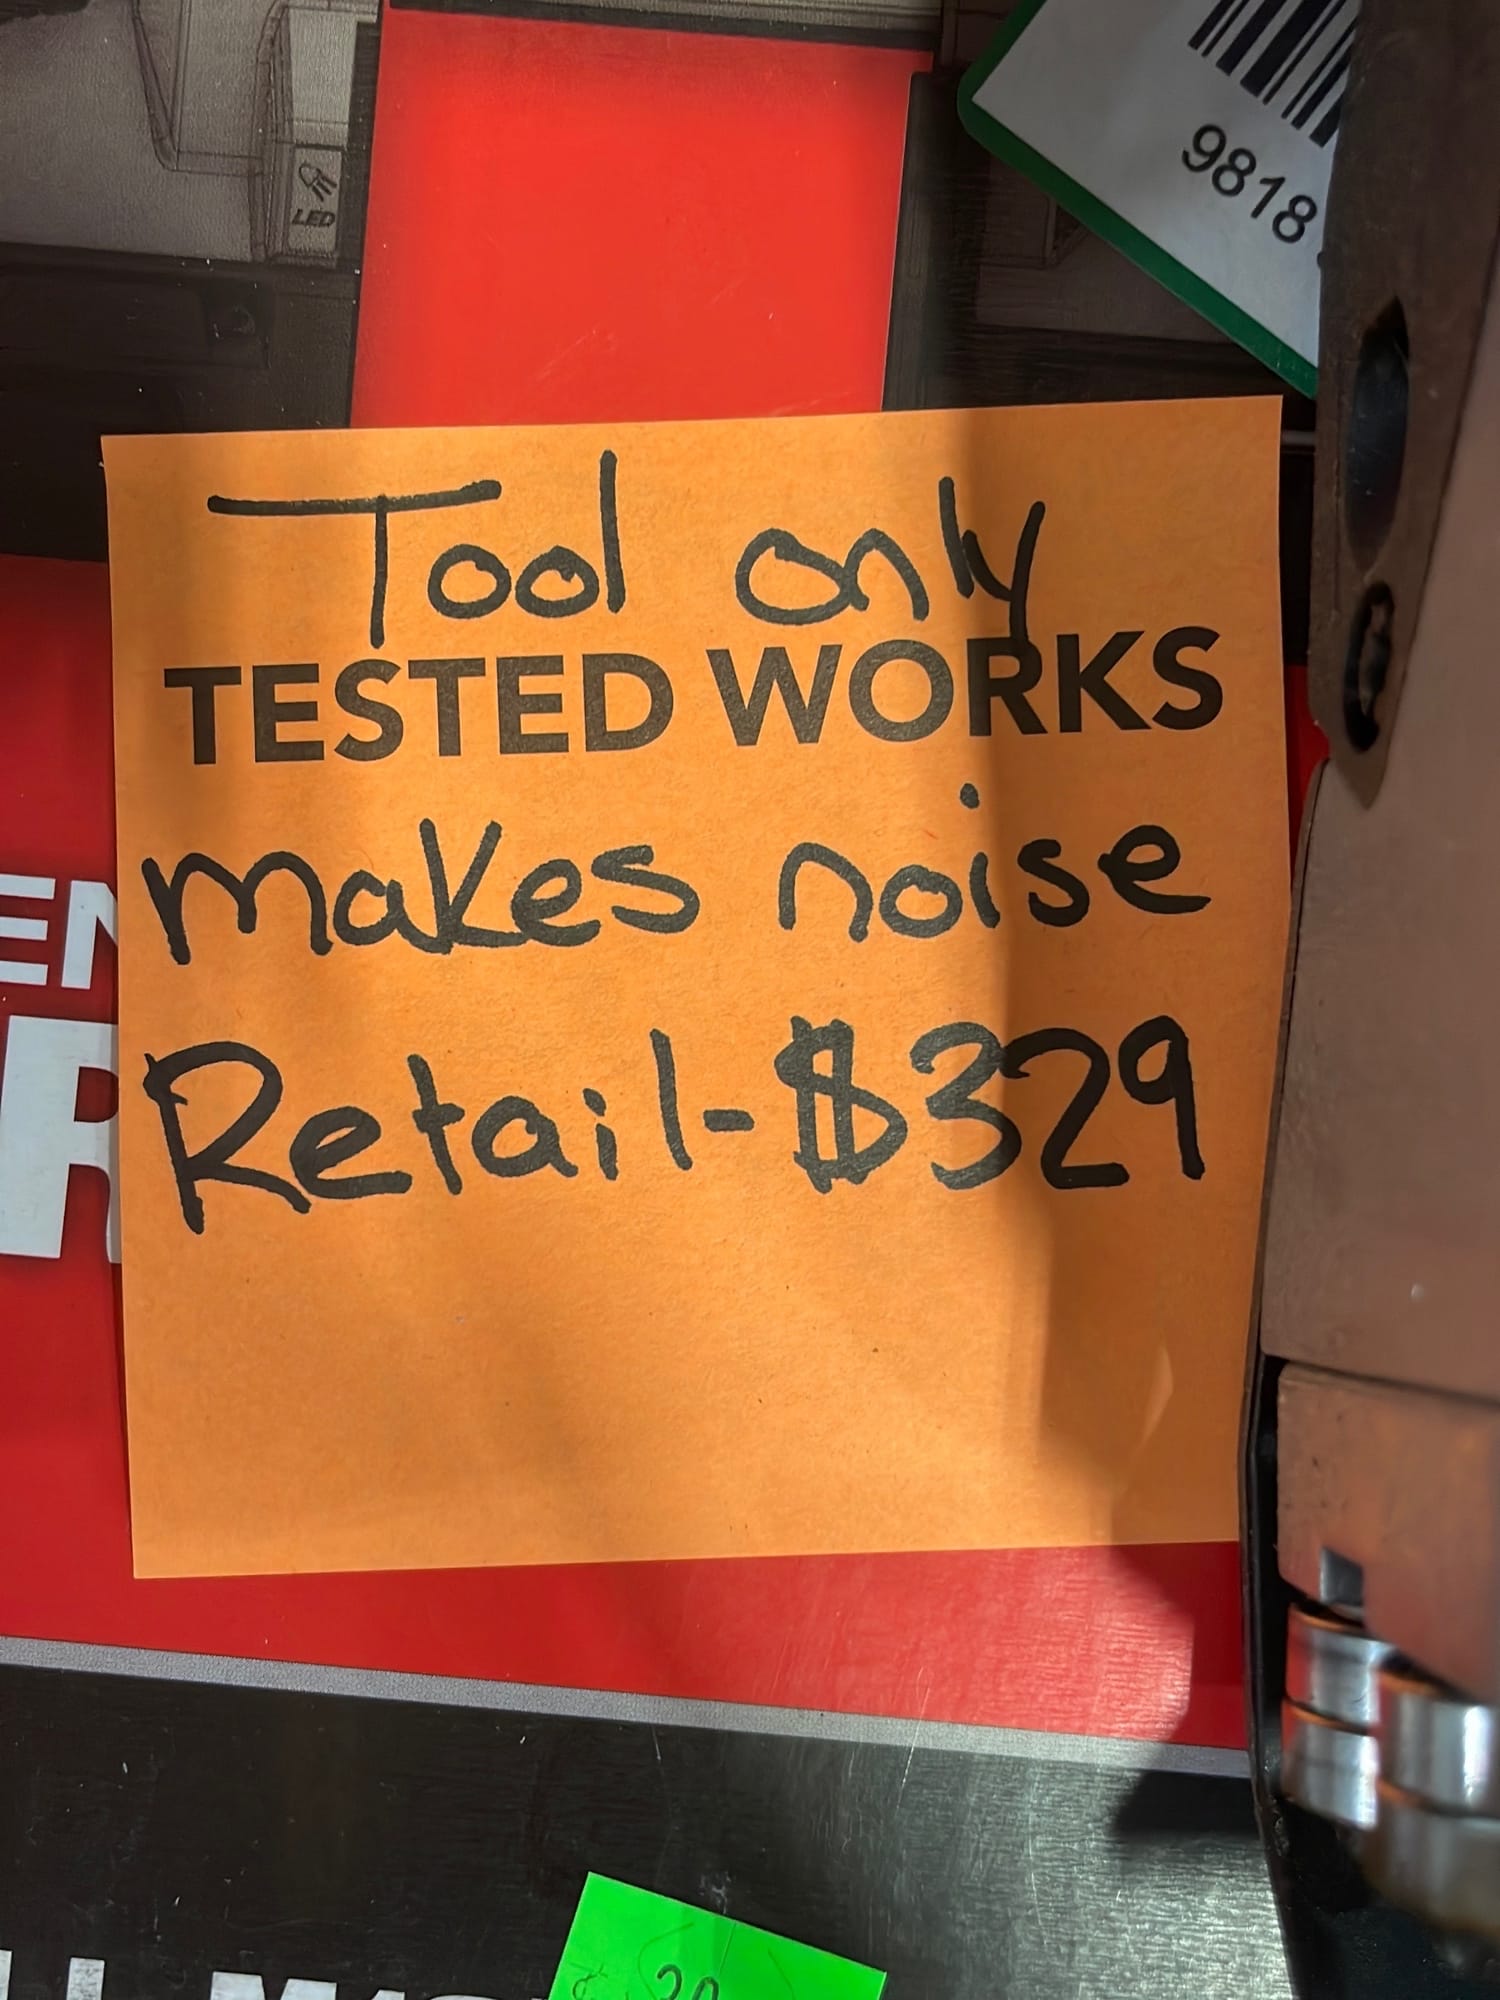 LED
9818
Tool only
TESTED WORKS
makes noise
Retail-$329